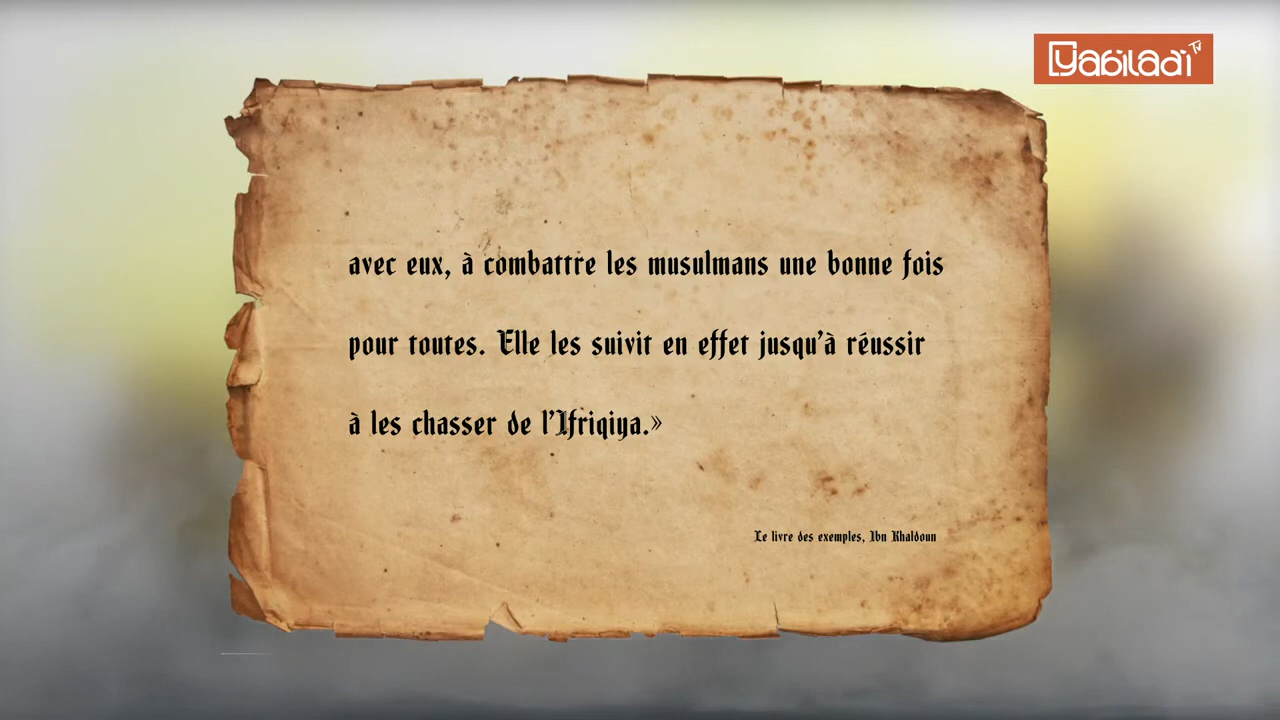 Yabiladi TV
avec eux, à combattre les musulmans une bonne fois
pour toutes. Elle les suivit en effet jusqu'à réussir
à les chasser de l'Ifriqiya.»
Le livre des exemples, Ibn Khaldoun